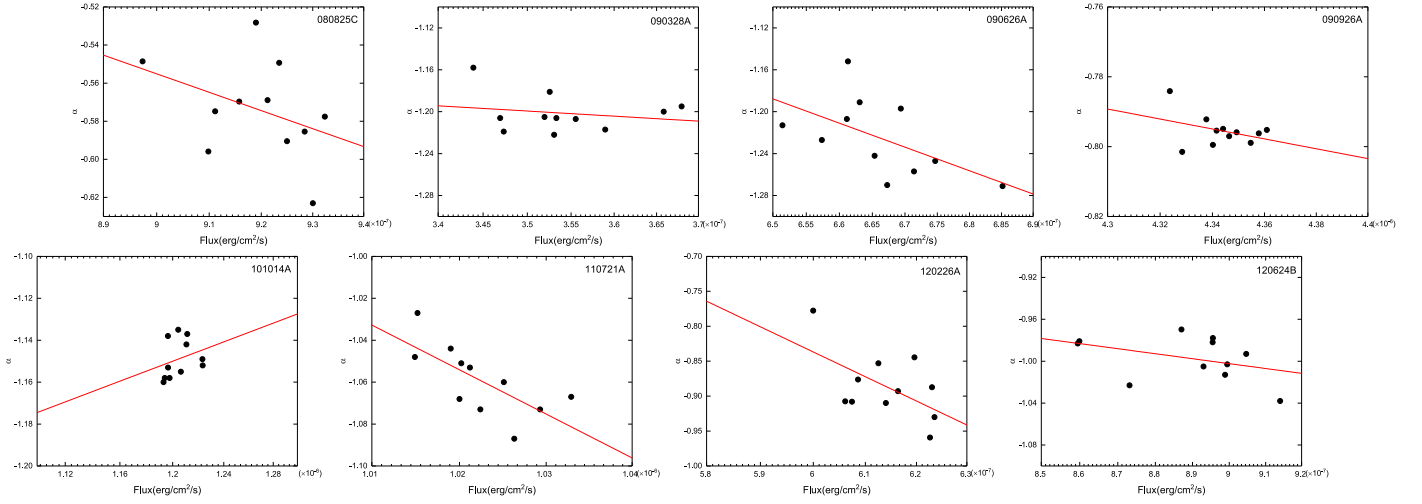 080825C
−0.52
−0.54
−0.56
−0.58
−0.60
−0.62
α
8.9 9 9.1 9.2 9.3 9.4 (×10⁻⁷)
Flux(erg/cm²/s)
090328A
−1.12
−1.16
−1.20
−1.24
−1.28
α
3.4 3.45 3.5 3.55 3.6 3.65 3.7 (×10⁻⁷)
Flux(erg/cm²/s)
090626A
−1.12
−1.16
−1.20
−1.24
−1.28
α
6.5 6.55 6.6 6.65 6.7 6.75 6.8 6.85 6.9 (×10⁻⁷)
Flux(erg/cm²/s)
090926A
−0.76
−0.78
−0.80
−0.82
α
4.3 4.32 4.34 4.36 4.38 4.4 (×10⁻⁶)
Flux(erg/cm²/s)
101014A
−1.10
−1.12
−1.14
−1.16
−1.18
−1.20
α
1.12 1.16 1.2 1.24 1.28 (×10⁻⁶)
Flux(erg/cm²/s)
110721A
−1.00
−1.02
−1.04
−1.06
−1.08
−1.10
α
1.01 1.02 1.03 1.04 (×10⁻⁶)
Flux(erg/cm²/s)
120226A
−0.70
−0.75
−0.80
−0.85
−0.90
−0.95
−1.00
α
5.8 5.9 6 6.1 6.2 6.3 (×10⁻⁷)
Flux(erg/cm²/s)
120624B
−0.92
−0.96
−1.00
−1.04
−1.08
α
8.5 8.6 8.7 8.8 8.9 9 9.1 9.2 (×10⁻⁷)
Flux(erg/cm²/s)